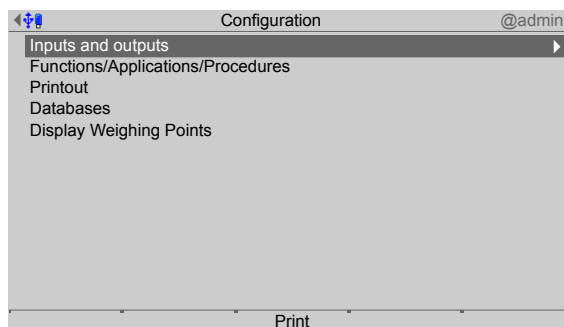 Configuration @admin
Inputs and outputs
Functions/Applications/Procedures
Printout
Databases
Display Weighing Points
Print